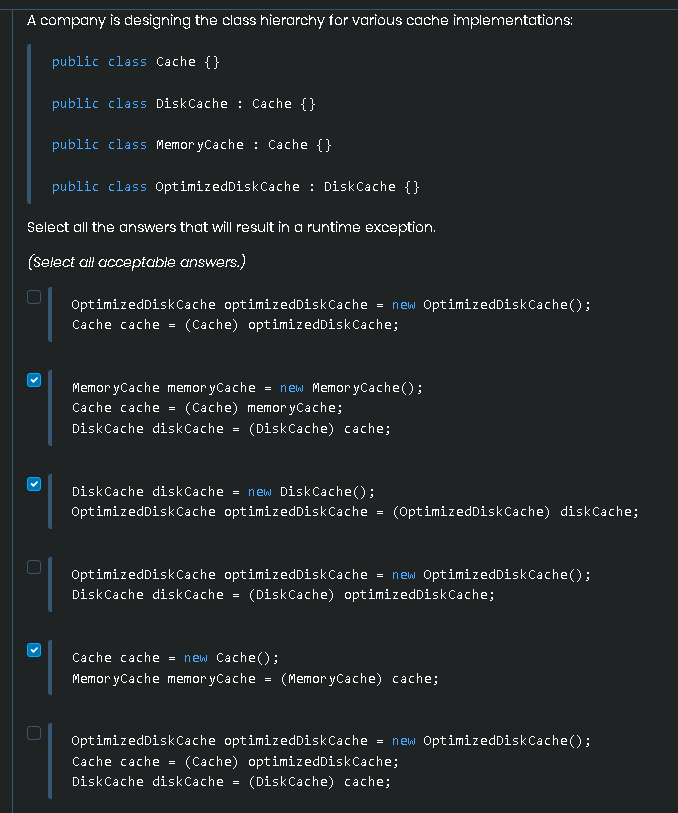 A company is designing the class hierarchy for various cache implementations:
public class Cache {}
public class DiskCache : Cache {}
public class MemoryCache : Cache {}
public class OptimizedDiskCache : DiskCache {}
Select all the answers that will result in a runtime exception.
(Select all acceptable answers.)
OptimizedDiskCache optimizedDiskCache = new OptimizedDiskCache();
Cache cache = (Cache) optimizedDiskCache;
MemoryCache memoryCache = new MemoryCache();
Cache cache = (Cache) memoryCache;
DiskCache diskCache = (DiskCache) cache;
DiskCache diskCache = new DiskCache();
OptimizedDiskCache optimizedDiskCache = (OptimizedDiskCache) diskCache;
OptimizedDiskCache optimizedDiskCache = new OptimizedDiskCache();
DiskCache diskCache = (DiskCache) optimizedDiskCache;
Cache cache = new Cache();
MemoryCache memoryCache = (MemoryCache) cache;
OptimizedDiskCache optimizedDiskCache = new OptimizedDiskCache();
Cache cache = (Cache) optimizedDiskCache;
DiskCache diskCache = (DiskCache) cache;